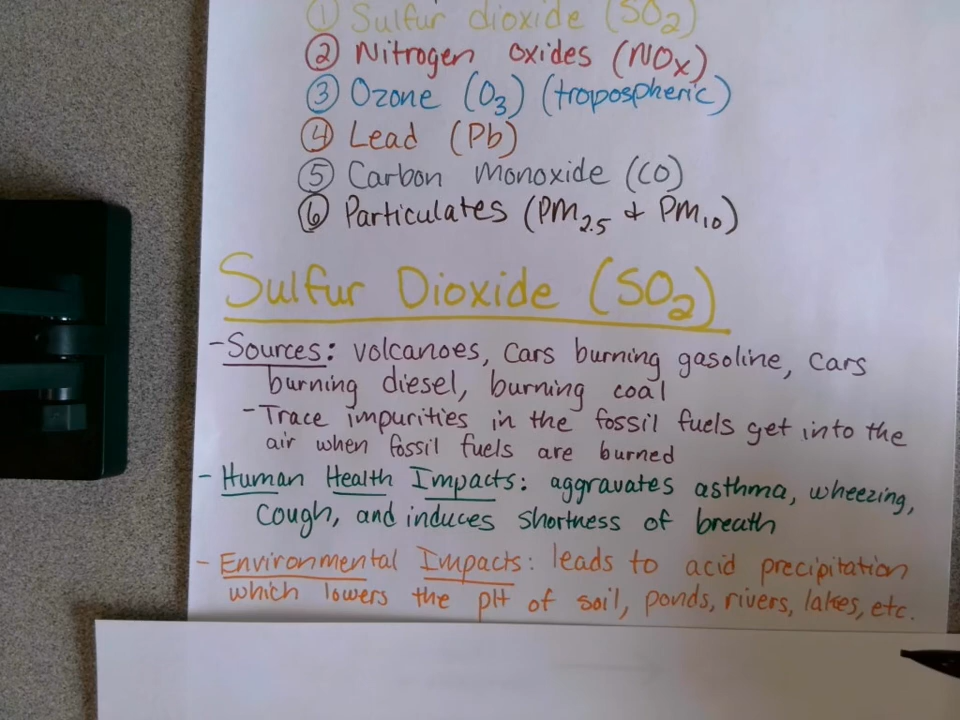 ① Sulfur dioxide (SO₂)
② Nitrogen oxides (NOx)
③ Ozone (O₃) (tropospheric)
④ Lead (Pb)
⑤ Carbon monoxide (CO)
⑥ Particulates (PM₂.₅ + PM₁₀)
Sulfur Dioxide (SO₂)
- Sources: volcanoes, cars burning gasoline, cars
burning diesel, burning coal
- Trace impurities in the fossil fuels get into the
air when fossil fuels are burned
- Human Health Impacts: aggravates asthma, wheezing,
cough, and induces shortness of breath
- Environmental Impacts: leads to acid precipitation
which lowers the pH of soil, ponds, rivers, lakes, etc.